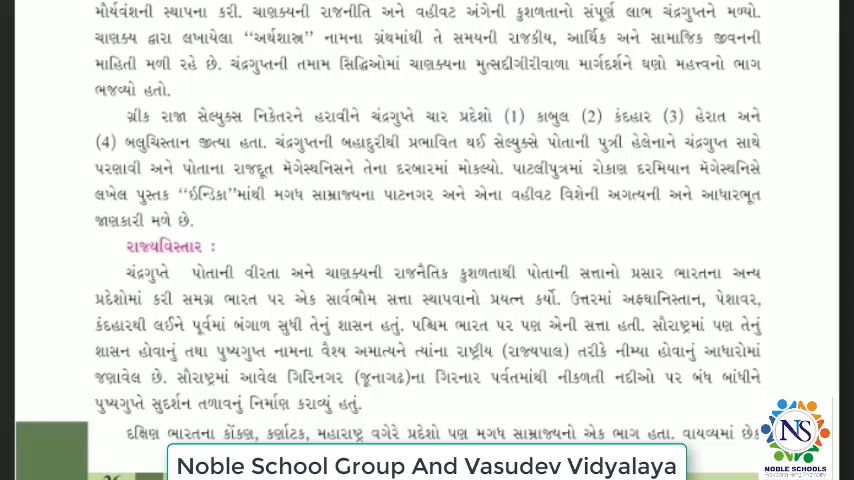 મૌર્યવંશની સ્થાપના કરી. ચાણક્યની રાજનીતિ અને વહીવટ અંગેની કુશળતાનો સંપૂર્ણ લાભ ચંદ્રગુપ્તને મળ્યો.
ચાણક્ય દ્વારા લખાયેલા “અર્થશાસ્ત્ર” નામના ગ્રંથમાંથી તે સમયની રાજકીય, આર્થિક અને સામાજિક જીવનની
માહિતી મળી રહે છે. ચંદ્રગુપ્તની તમામ સિદ્ધિઓમાં ચાણક્યના મુત્સદ્દીગીરીવાળા માર્ગદર્શને ઘણો મહત્ત્વનો ભાગ
ભજવ્યો હતો.
ગ્રીક રાજા સેલ્યુક્સ નિકેતરને હરાવીને ચંદ્રગુપ્તે ચાર પ્રદેશો (1) કાબુલ (2) કંદહાર (3) હેરાત અને
(4) બલુચિસ્તાન જીત્યા હતા. ચંદ્રગુપ્તની બહાદુરીથી પ્રભાવિત થઈ સેલ્યુક્સે પોતાની પુત્રી હેલેનાને ચંદ્રગુપ્ત સાથે
પરણાવી અને પોતાના રાજદૂત મૅગેસ્થનિસને તેના દરબારમાં મોકલ્યો. પાટલીપુત્રમાં રોકાણ દરમિયાન મૅગેસ્થનિસે
લખેલ પુસ્તક “ઇન્ડિકા”માંથી મગધ સામ્રાજ્યના પાટનગર અને એના વહીવટ વિશેની અગત્યની અને આધારભૂત
જાણકારી મળે છે.
રાજ્યવિસ્તાર :
ચંદ્રગુપ્તે પોતાની વીરતા અને ચાણક્યની રાજનૈતિક કુશળતાથી પોતાની સત્તાનો પ્રસાર ભારતના અન્ય
પ્રદેશોમાં કરી સમગ્ર ભારત પર એક સાર્વભૌમ સત્તા સ્થાપવાનો પ્રયત્ન કર્યો. ઉત્તરમાં અફઘાનિસ્તાન, પેશાવર,
કંદહારથી લઈને પૂર્વમાં બંગાળ સુધી તેનું શાસન હતું. પશ્ચિમ ભારત પર પણ એની સત્તા હતી. સૌરાષ્ટ્રમાં પણ તેનું
શાસન હોવાનું તથા પુષ્યગુપ્ત નામના વૈશ્ય અમાત્યને ત્યાંના રાષ્ટ્રીય (રાજ્યપાલ) તરીકે નીમ્યા હોવાનું આધારોમાં
જણાવેલ છે. સૌરાષ્ટ્રમાં આવેલ ગિરિનગર (જૂનાગઢ)ના ગિરનાર પર્વતમાંથી નીકળતી નદીઓ પર બંધ બાંધીને
પુષ્યગુપ્તે સુદર્શન તળાવનું નિર્માણ કરાવ્યું હતું.
દક્ષિણ ભારતના કોંકણ, કર્ણાટક, મહારાષ્ટ્ર વગેરે પ્રદેશો પણ મગધ સામ્રાજ્યનો એક ભાગ હતા. વાયવ્યમાં છેક
Noble School Group And Vasudev Vidyalaya
NS
NOBLE SCHOOLS